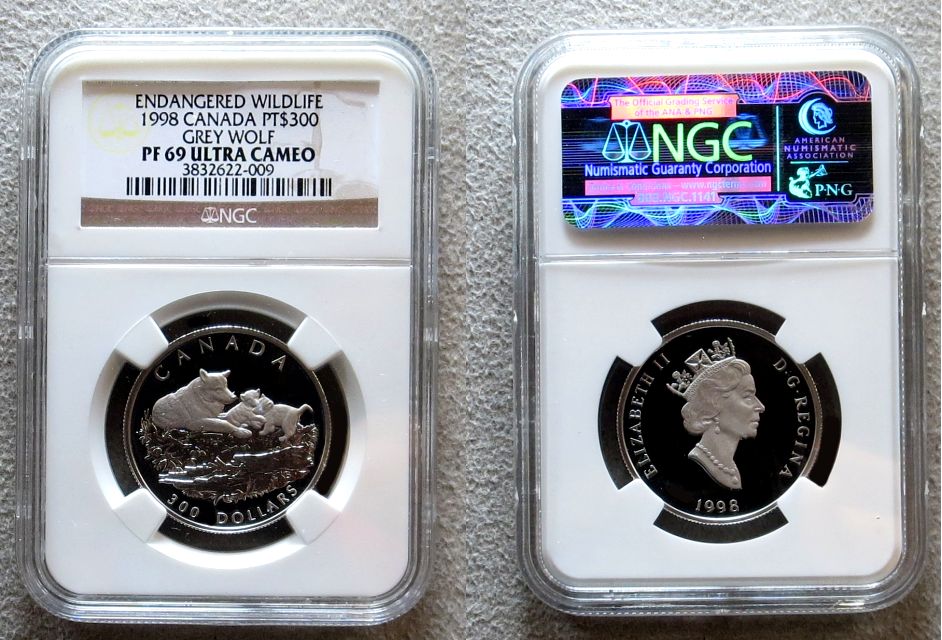 ENDANGERED WILDLIFE
1998 CANADA PT$300
GREY WOLF
PF 69 ULTRA CAMEO
3832622-009
NGC
CANADA
300 DOLLARS
The Official Grading Service
of the ANA & PNG
NGC
Numismatic Guaranty Corporation
AMERICAN
NUMISMATIC
ASSOCIATION
PNG
ELIZABETH II
D·G·REGINA
1998